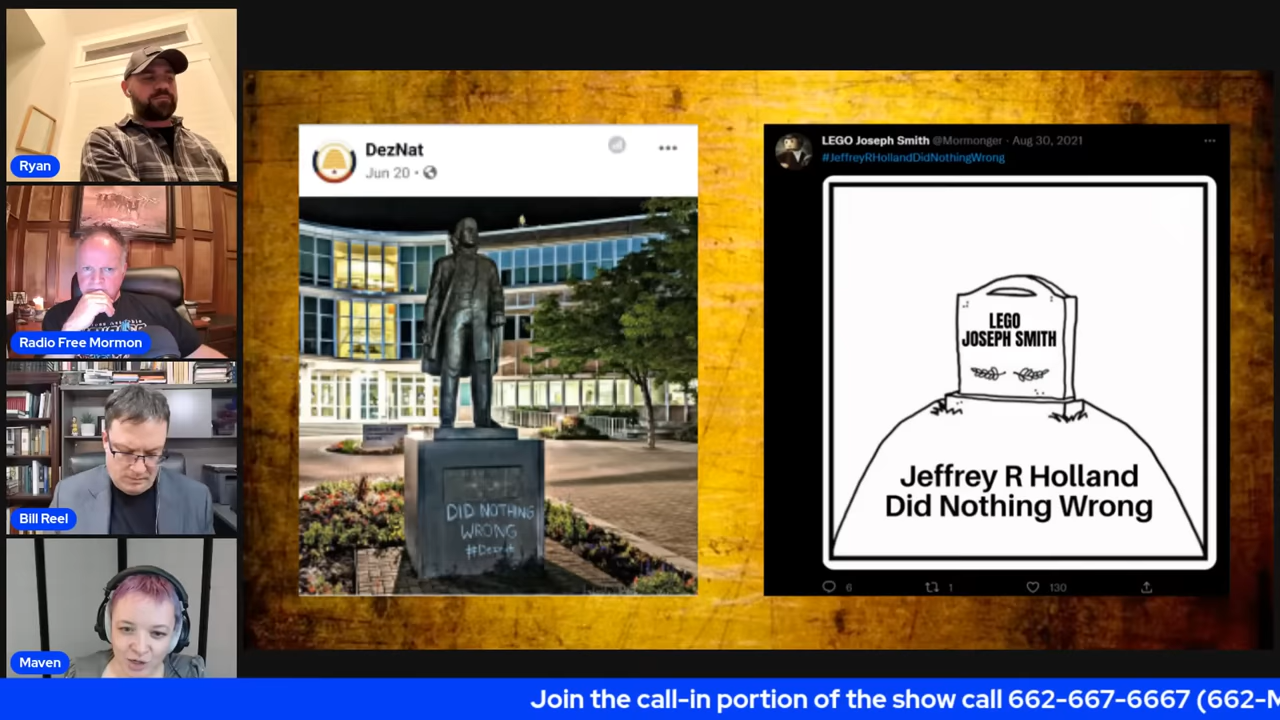 Ryan
Radio Free Mormon
Bill Reel
Maven
DezNat
Jun 20 •
DID NOTHING
WRONG
LEGO Joseph Smith @Mormonger · Aug 30, 2021
#JeffreyRHollandDidNothingWrong
LEGO
JOSEPH SMITH
Jeffrey R Holland
Did Nothing Wrong
6 1 130
Join the call-in portion of the show call 662-667-6667 (662-M